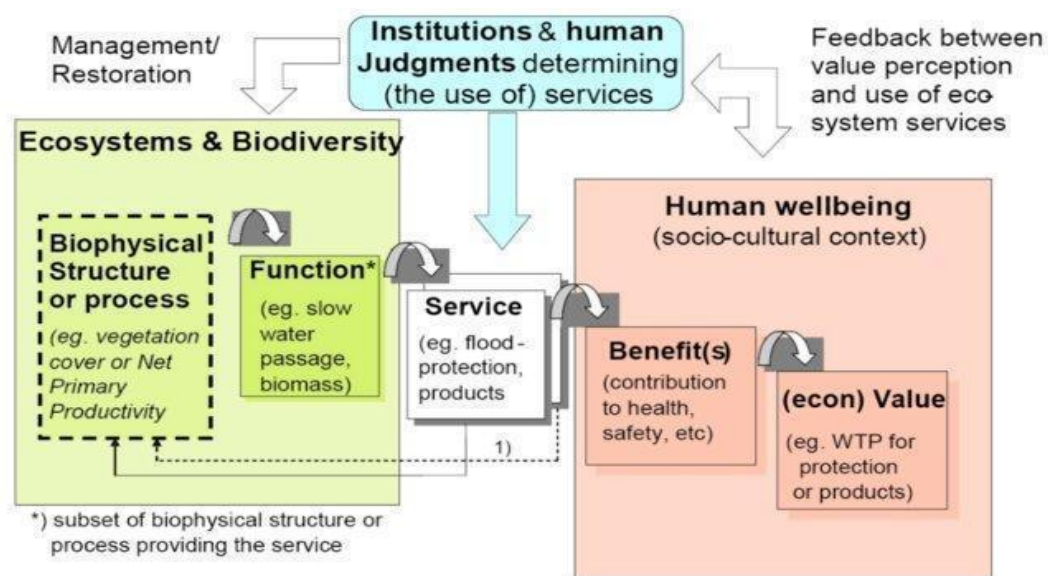 Management/
Restoration
Institutions & human
Judgments determining
(the use of) services
Feedback between
value perception
and use of eco-
system services
Ecosystems & Biodiversity
Biophysical
Structure
or process
(eg. vegetation
cover or Net
Primary
Productivity
Function*
(eg. slow
water
passage,
biomass)
Service
(eg. flood-
protection,
products
Human wellbeing
(socio-cultural context)
Benefit(s)
(contribution
to health,
safety, etc)
(econ) Value
(eg. WTP for
protection
or products)
1)
*) subset of biophysical structure or
process providing the service